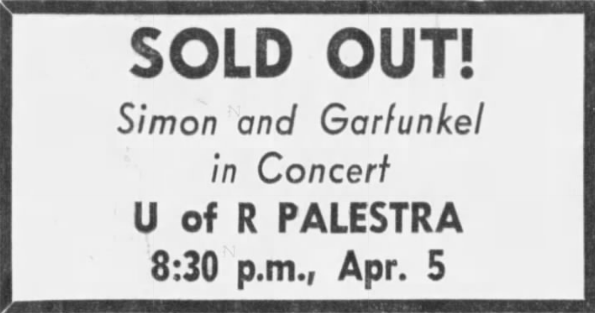 SOLD OUT!
Simon and Garfunkel
in Concert
U of R PALESTRA
8:30 p.m., Apr. 5